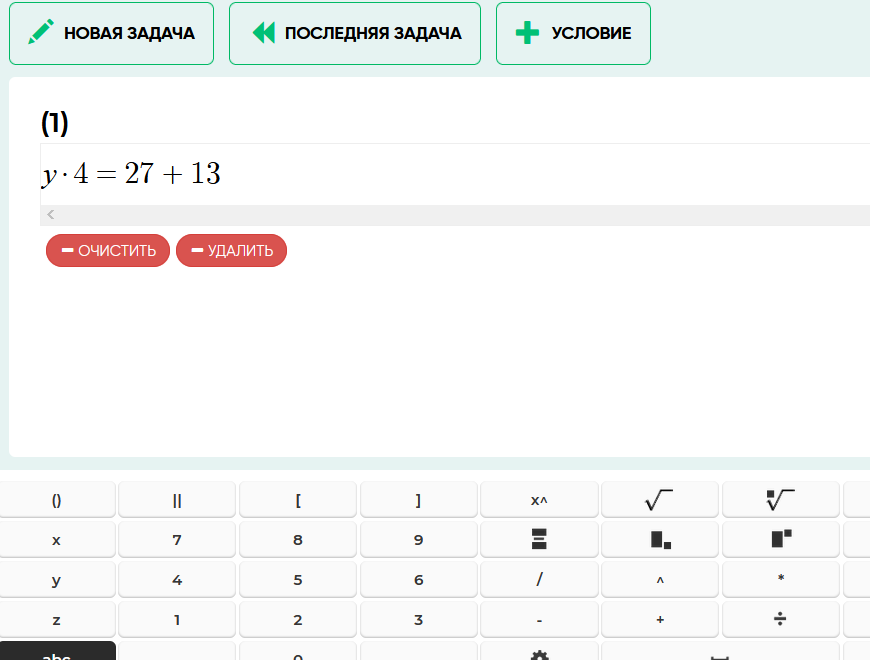 НОВАЯ ЗАДАЧА ПОСЛЕДНЯЯ ЗАДАЧА УСЛОВИЕ
(1)
y · 4 = 27 + 13
<
ОЧИСТИТЬ УДАЛИТЬ
() || [ ] x^ √ √
x 7 8 9
y 4 5 6 / ^ *
z 1 2 3 - + ÷
abc 0